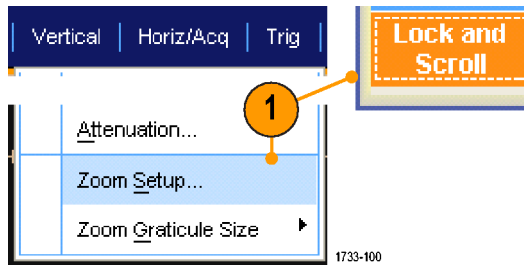 Vertical Horiz/Acq Trig
Lock and
Scroll
1
Attenuation...
Zoom Setup...
Zoom Graticule Size
1733-100